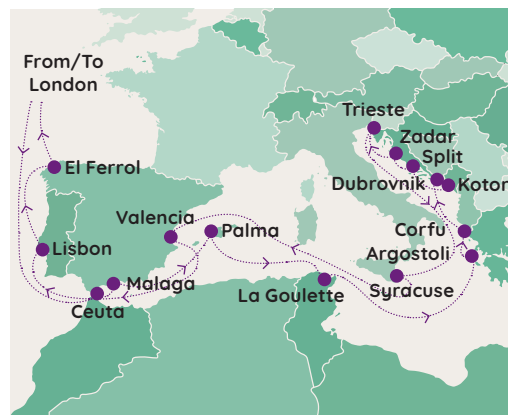 From/To
London
Trieste
Zadar
Split
El Ferrol
Dubrovnik
Kotor
Valencia
Palma
Corfu
Lisbon
Argostoli
Malaga
La Goulette
Syracuse
Ceuta